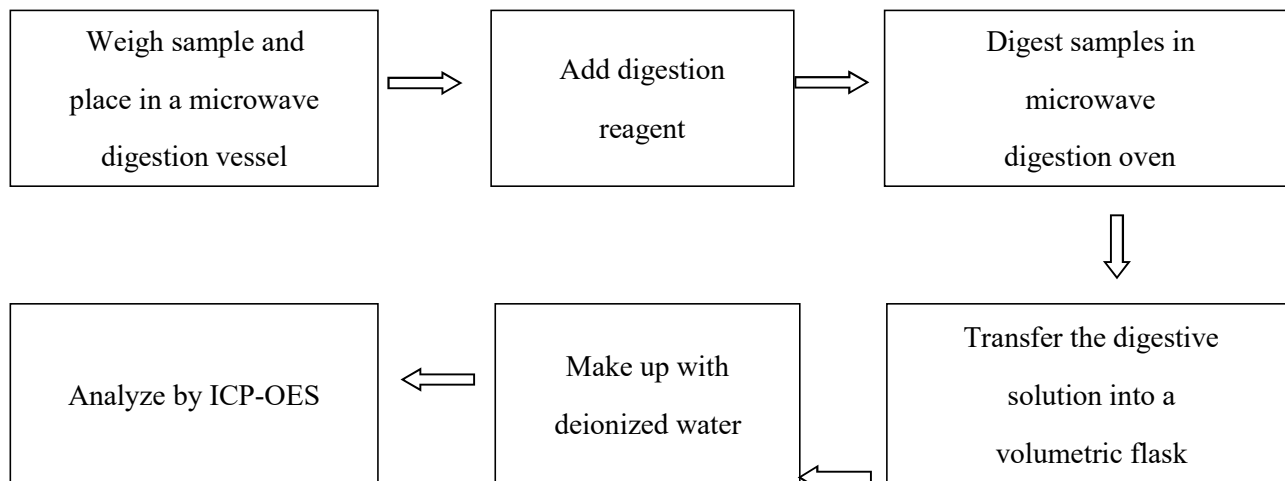 Weigh sample and
place in a microwave
digestion vessel
Add digestion
reagent
Digest samples in
microwave
digestion oven
Transfer the digestive
solution into a
volumetric flask
Make up with
deionized water
Analyze by ICP-OES